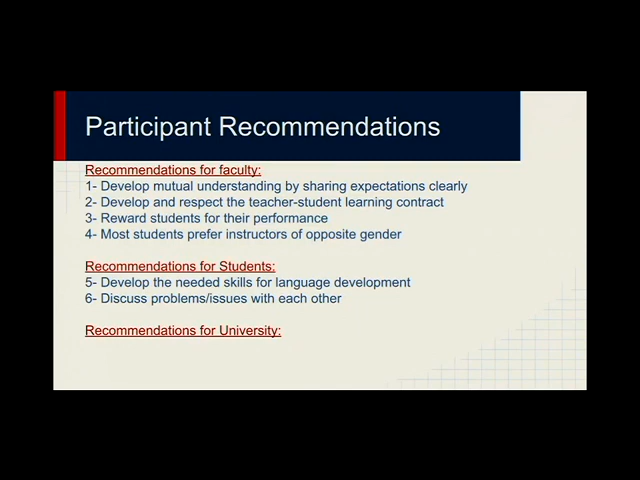 Participant Recommendations
Recommendations for faculty:
1- Develop mutual understanding by sharing expectations clearly
2- Develop and respect the teacher-student learning contract
3- Reward students for their performance
4- Most students prefer instructors of opposite gender
Recommendations for Students:
5- Develop the needed skills for language development
6- Discuss problems/issues with each other
Recommendations for University: